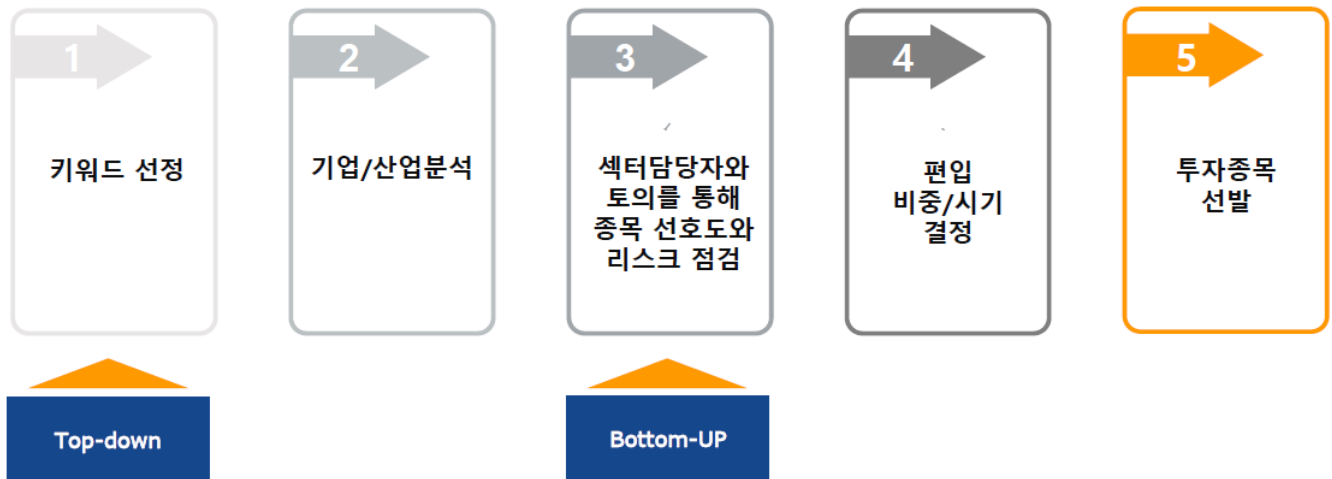 1
키워드 선정
2
기업/산업분석
3
섹터담당자와
토의를 통해
종목 선호도와
리스크 점검
4
편입
비중/시기
결정
5
투자종목
선발
Top-down
Bottom-UP